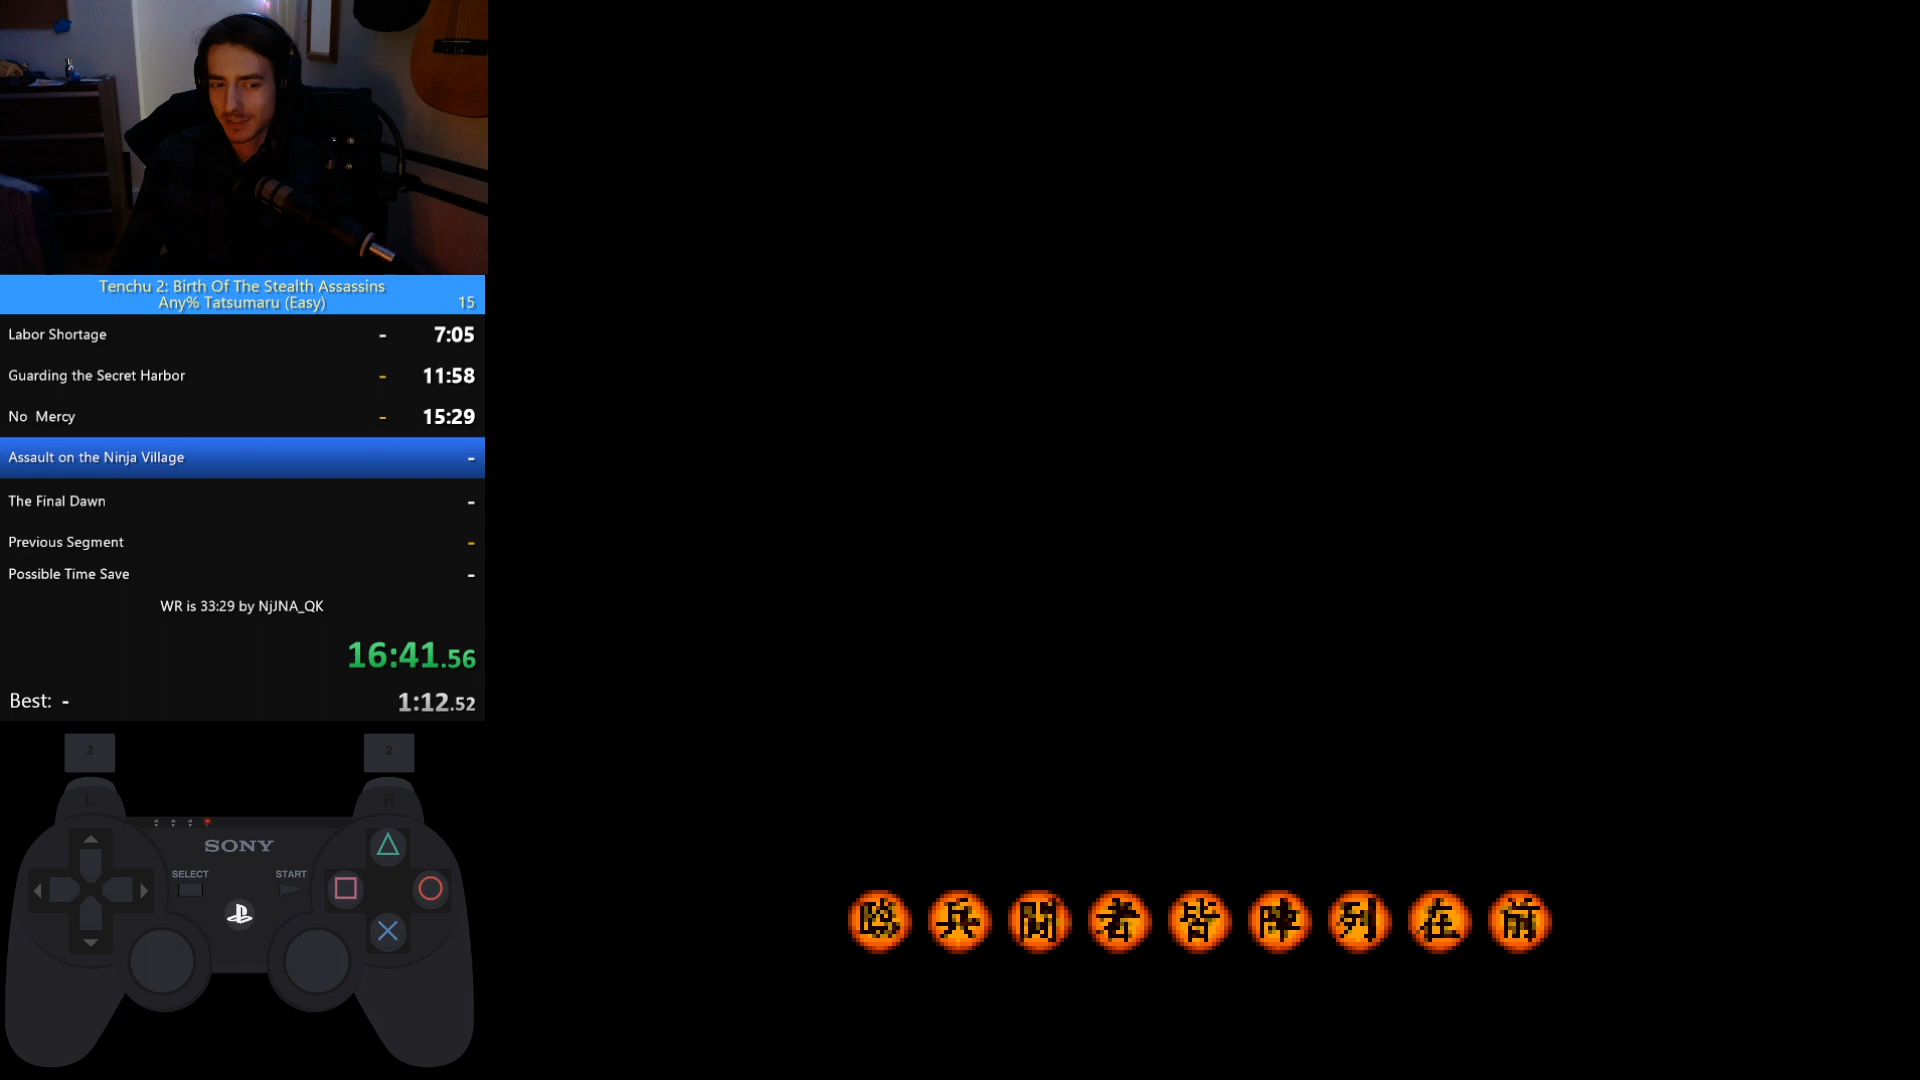 Tenchu 2: Birth Of The Stealth Assassins
Any% Tatsumaru (Easy) 15
Labor Shortage - 7:05
Guarding the Secret Harbor - 11:58
No Mercy - 15:29
Assault on the Ninja Village -
The Final Dawn -
Previous Segment -
Possible Time Save -
WR is 33:29 by NjJNA_QK
16:41.56
Best: - 1:12.52
2 2
L R
SONY
SELECT START
臨 兵 闘 者 皆 陣 列 在 前